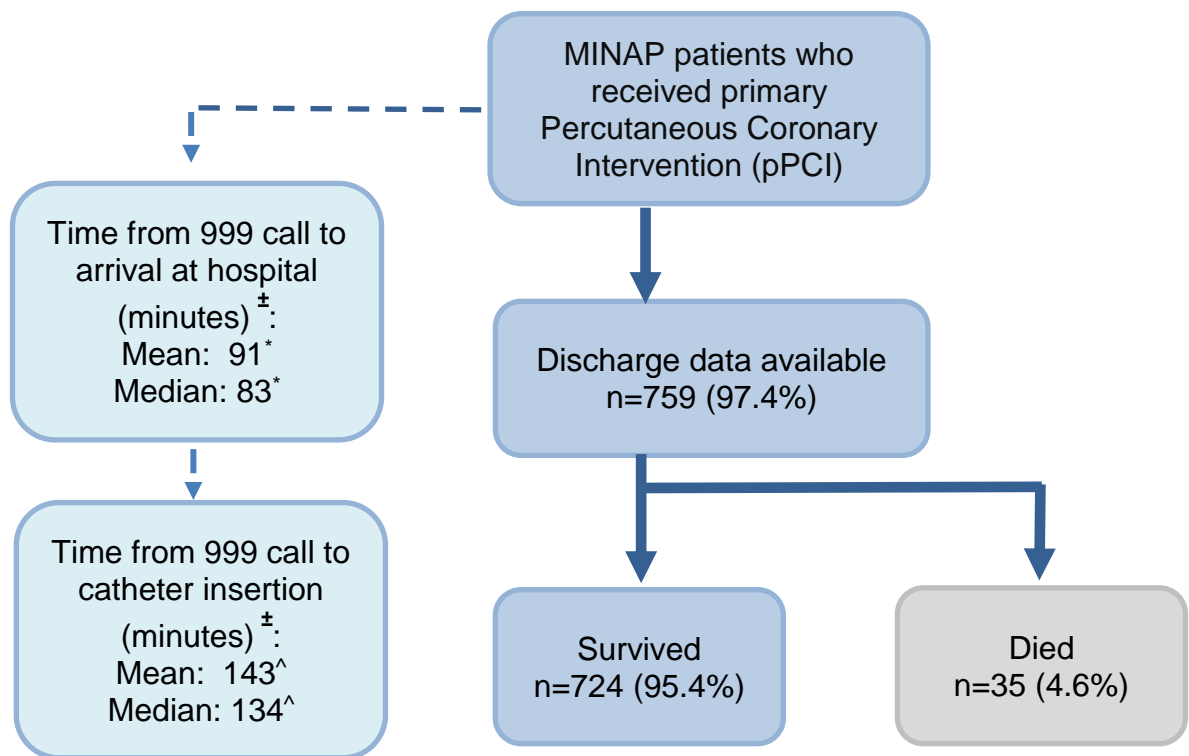 MINAP patients who
received primary
Percutaneous Coronary
Intervention (pPCI)
Time from 999 call to
arrival at hospital
(minutes) ±:
Mean: 91*
Median: 83*
Discharge data available
n=759 (97.4%)
Time from 999 call to
catheter insertion
(minutes) ±:
Mean: 143^
Median: 134^
Survived
n=724 (95.4%)
Died
n=35 (4.6%)